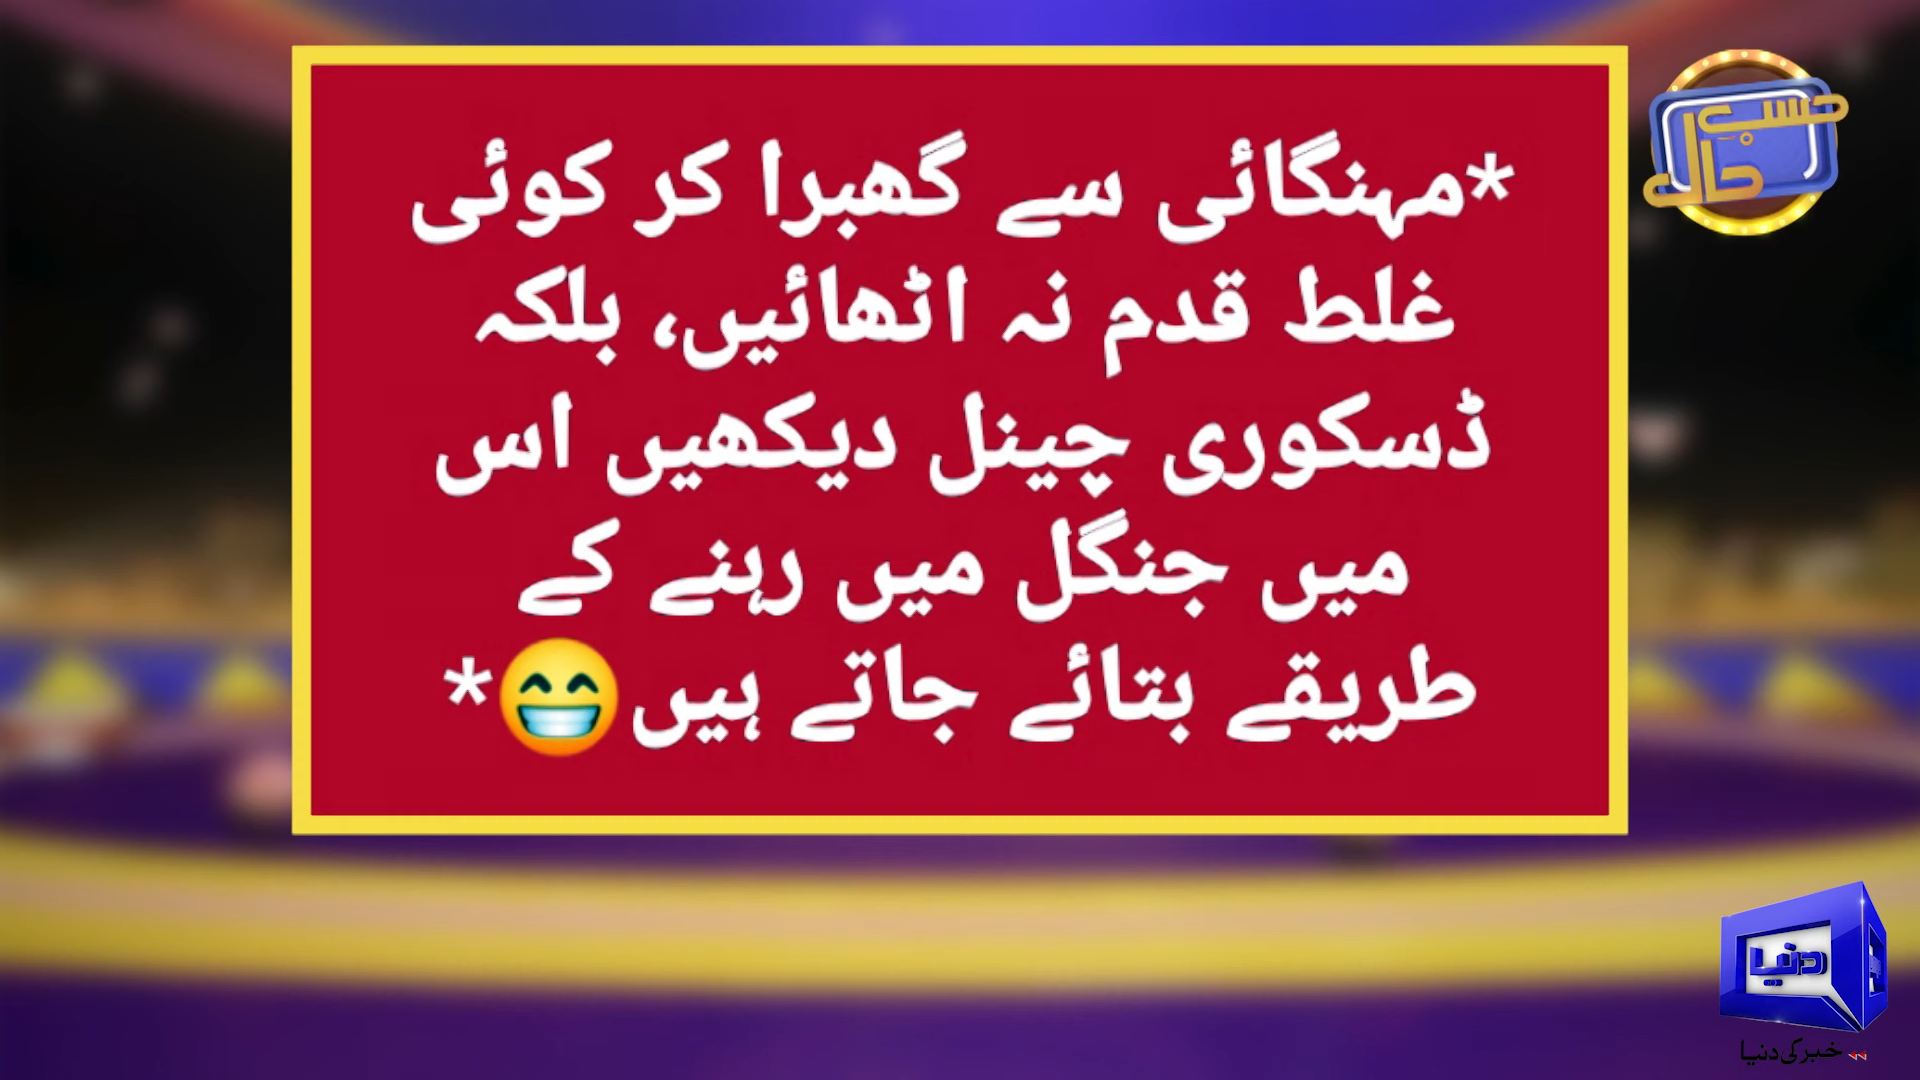 *مہنگائی سے گھبرا کر کوئی
غلط قدم نہ اٹھائیں، بلکہ
ڈسکوری چینل دیکھیں اس
میں جنگل میں رہنے کے
طریقے بتائے جاتے ہیں😁*
حسب حال
دنیا
خبر کی دنیا